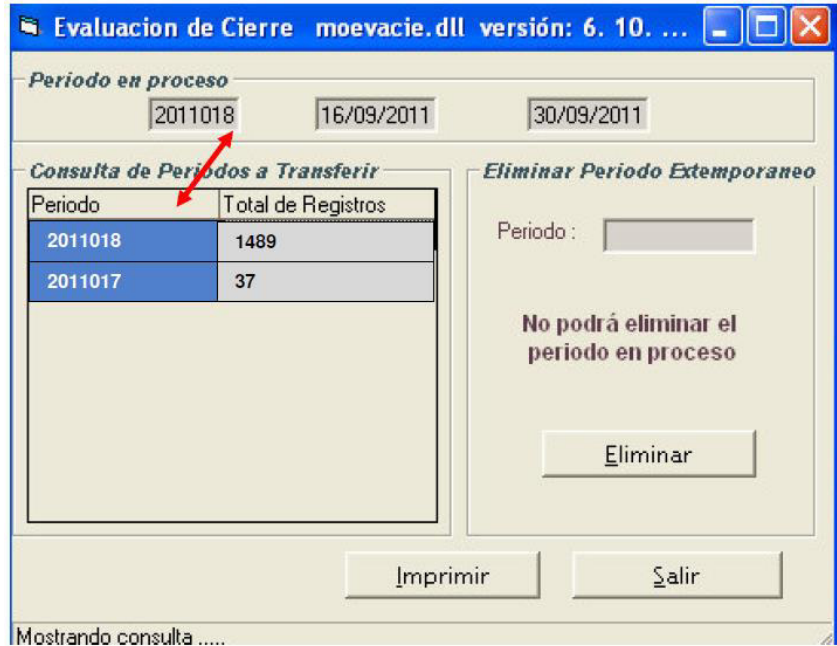 Evaluacion de Cierre moevacie.dll versión: 6. 10. ...
Periodo en proceso
2011018 16/09/2011 30/09/2011
Consulta de Periodos a Transferir
Periodo Total de Registros
2011018 1489
2011017 37
Eliminar Periodo Extemporaneo
Periodo :
No podrá eliminar el
periodo en proceso
Eliminar
Imprimir Salir
Mostrando consulta .....